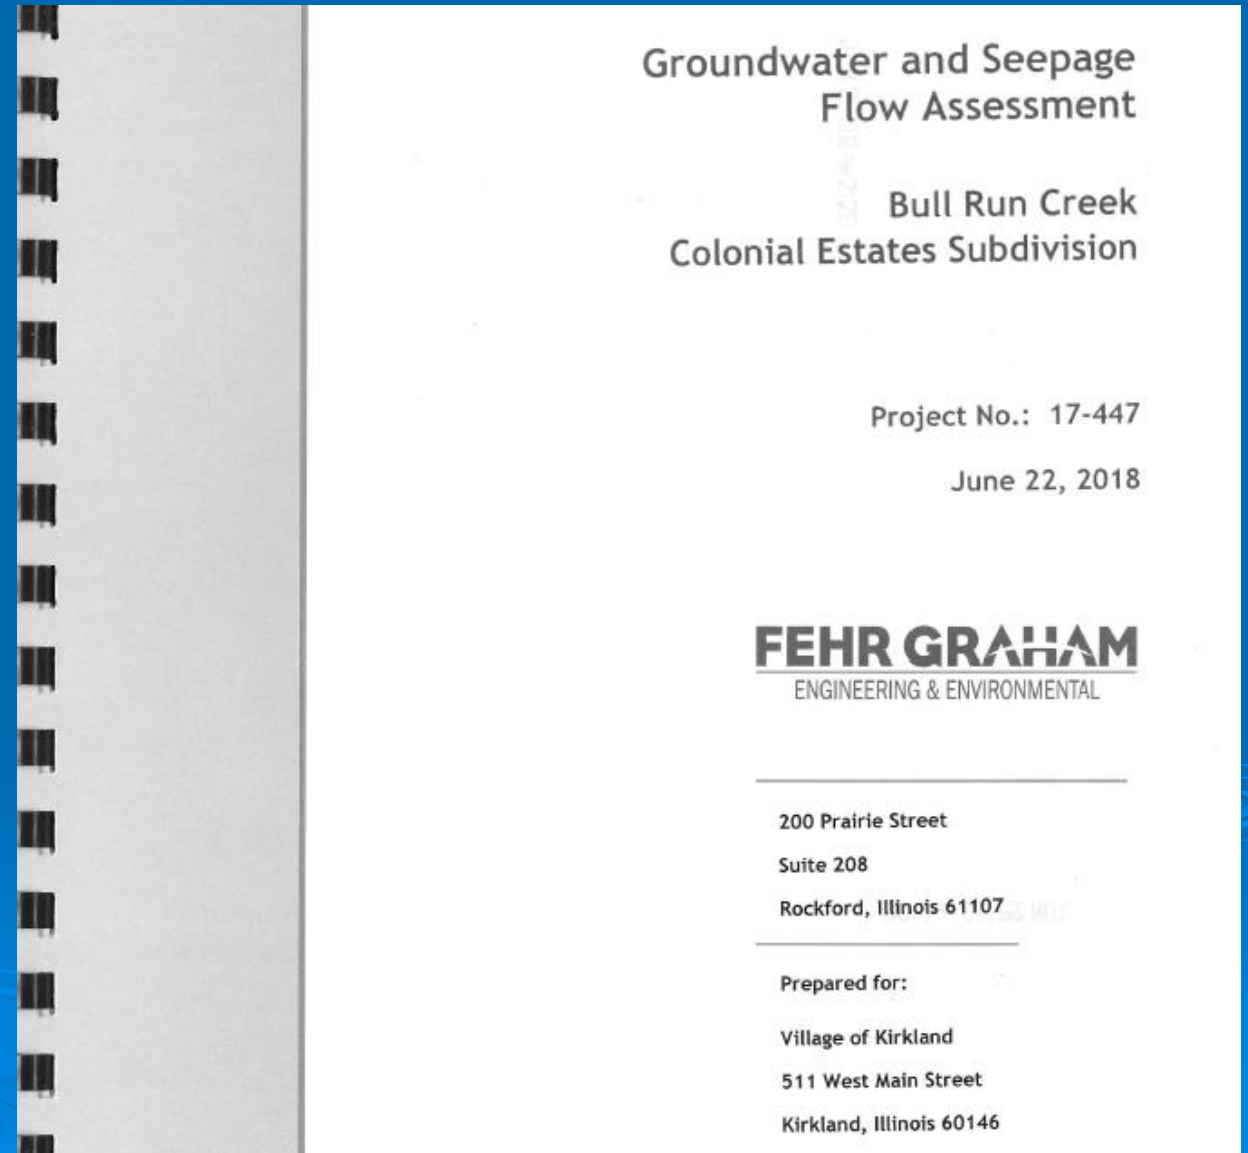 Groundwater and Seepage
Flow Assessment
Bull Run Creek
Colonial Estates Subdivision
Project No.: 17-447
June 22, 2018
FEHR GRAHAM
ENGINEERING & ENVIRONMENTAL
200 Prairie Street
Suite 208
Rockford, Illinois 61107
Prepared for:
Village of Kirkland
511 West Main Street
Kirkland, Illinois 60146